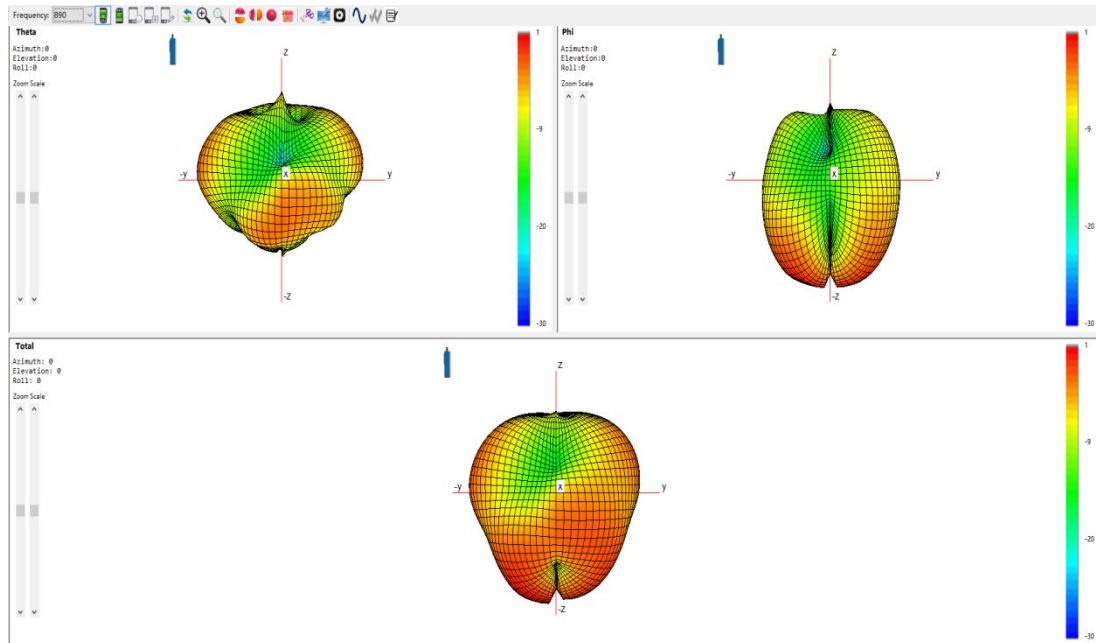 Frequency: 890
Theta
Azimuth:0
Elevation:0
Roll:0
Zoom Scale
Z
-y
X
y
-Z
1
-9
-20
-30
Phi
Azimuth:0
Elevation:0
Roll:0
Zoom Scale
Z
-y
X
y
-Z
1
-9
-20
-30
Total
Azimuth: 0
Elevation: 0
Roll: 0
Zoom Scale
Z
-y
X
y
-Z
1
-9
-20
-30